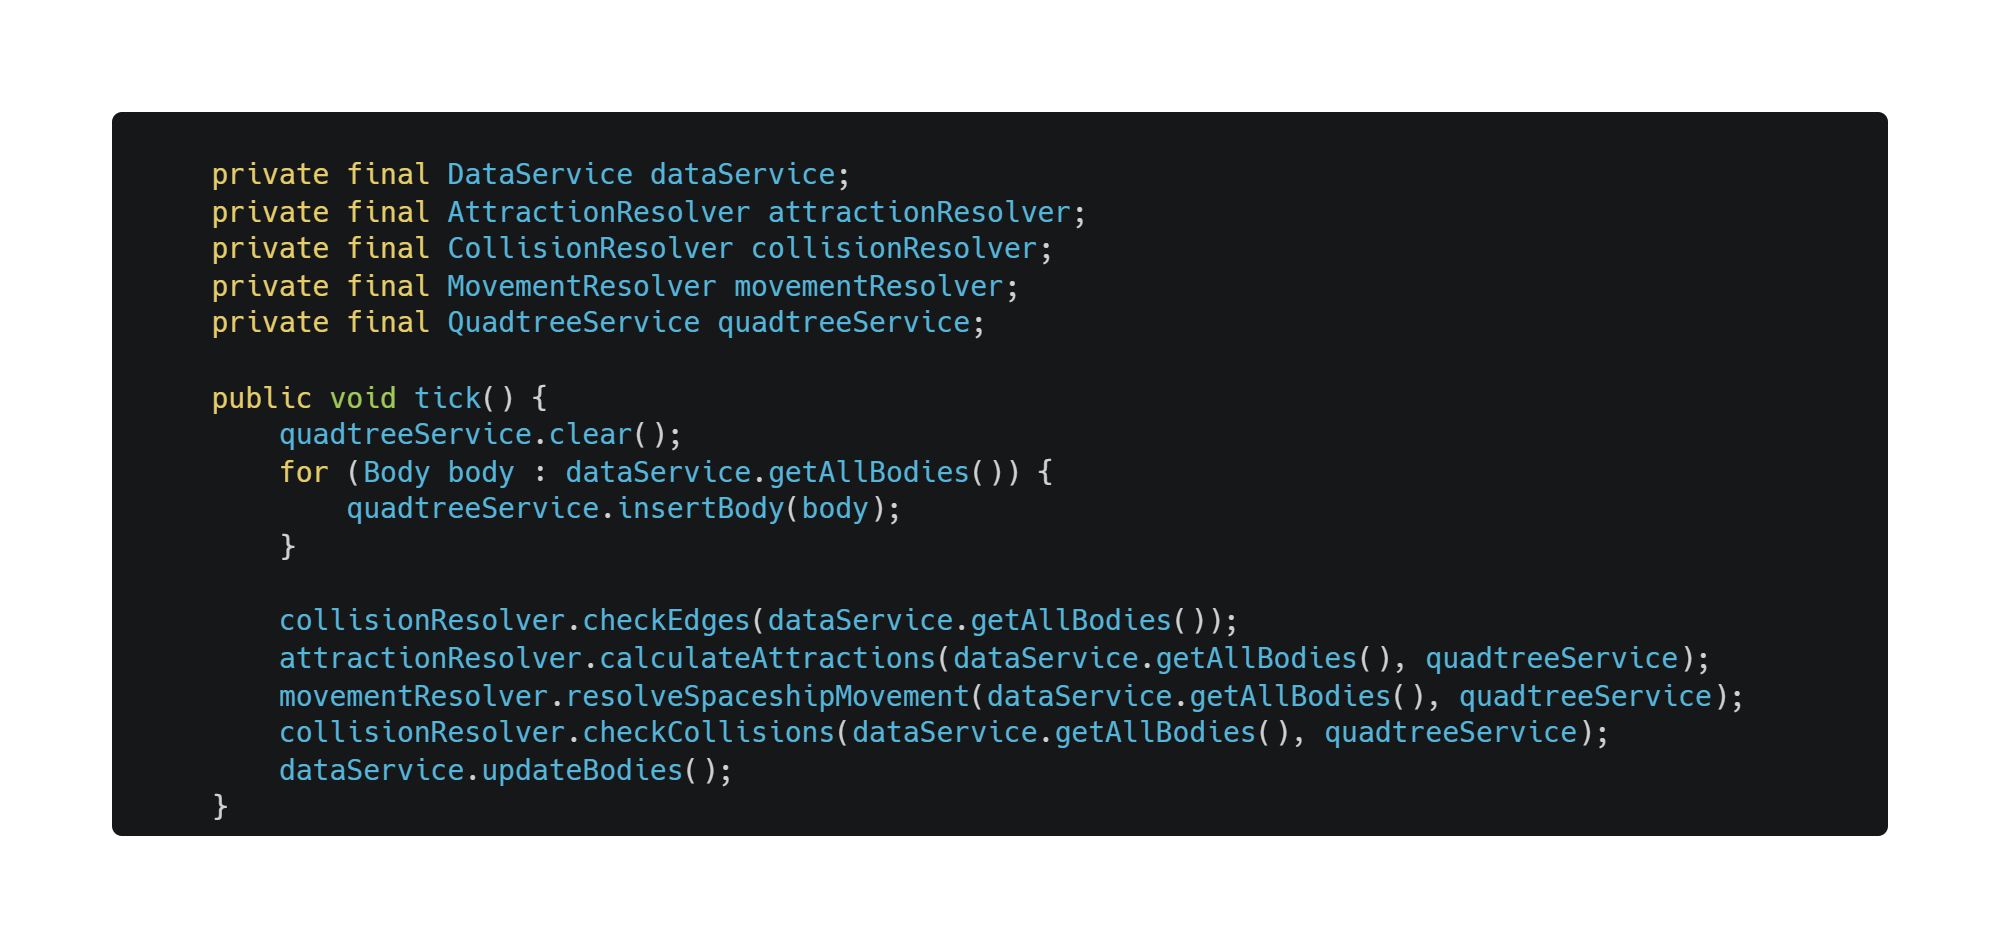 private final DataService dataService;
private final AttractionResolver attractionResolver;
private final CollisionResolver collisionResolver;
private final MovementResolver movementResolver;
private final QuadtreeService quadtreeService;

public void tick() {
    quadtreeService.clear();
    for (Body body : dataService.getAllBodies()) {
        quadtreeService.insertBody(body);
    }

    collisionResolver.checkEdges(dataService.getAllBodies());
    attractionResolver.calculateAttractions(dataService.getAllBodies(), quadtreeService);
    movementResolver.resolveSpaceshipMovement(dataService.getAllBodies(), quadtreeService);
    collisionResolver.checkCollisions(dataService.getAllBodies(), quadtreeService);
    dataService.updateBodies();
}